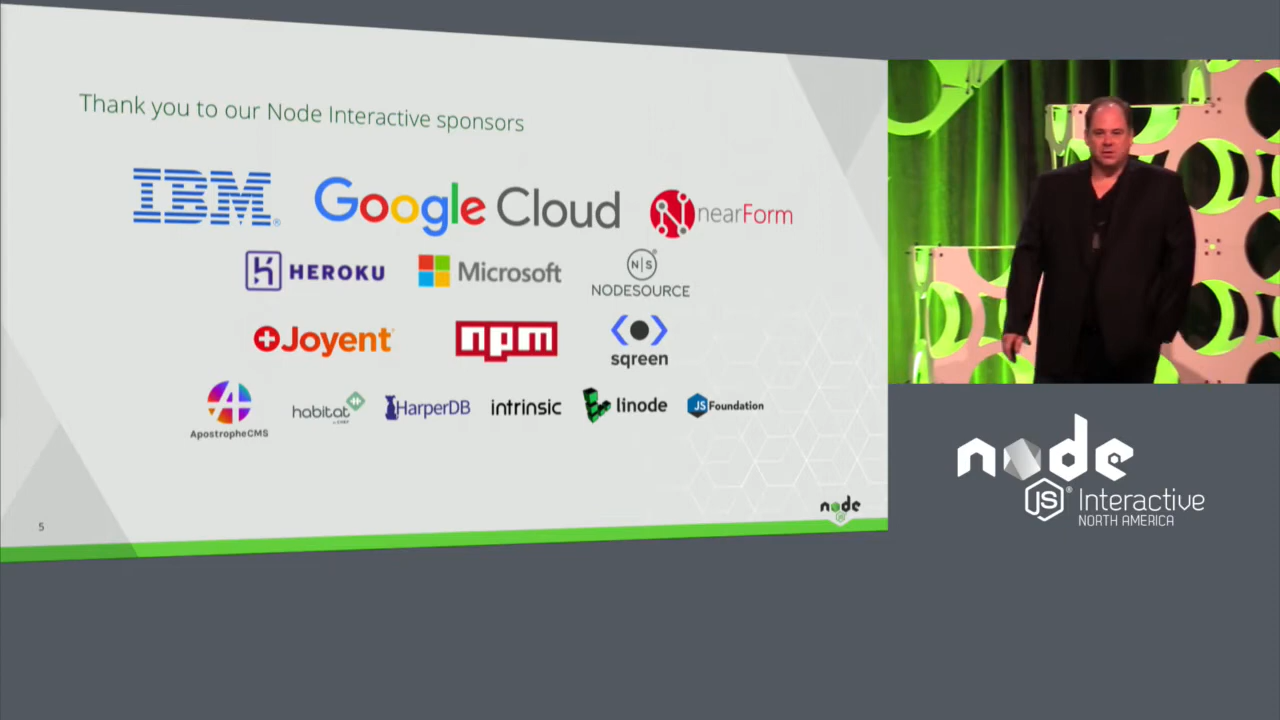 Thank you to our Node Interactive sponsors
IBM®
Google Cloud
nearForm
HEROKU
Microsoft
N|S
NODESOURCE
Joyent
npm
sqreen
ApostropheCMS
habitat
HarperDB
intrinsic
linode
JS Foundation
5
node
JS
node
JS® Interactive
NORTH AMERICA